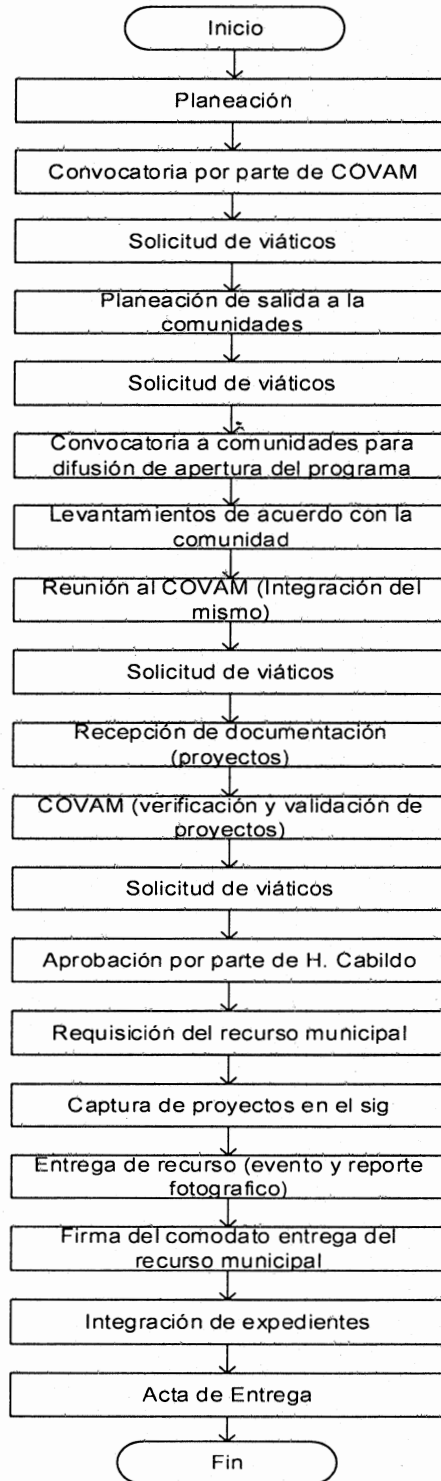 Inicio
Planeación
Convocatoria por parte de COVAM
Solicitud de viáticos
Planeación de salida a la
comunidades
Solicitud de viáticos
Convocatoria a comunidades para
difusión de apertura del programa
Levantamientos de acuerdo con la
comunidad
Reunión al COVAM (Integración del
mismo)
Solicitud de viáticos
Recepción de documentación
(proyectos)
COVAM (verificación y validación de
proyectos)
Solicitud de viáticos
Aprobación por parte de H. Cabildo
Requisición del recurso municipal
Captura de proyectos en el sig
Entrega de recurso (evento y reporte
fotografico)
Firma del comodato entrega del
recurso municipal
Integración de expedientes
Acta de Entrega
Fin